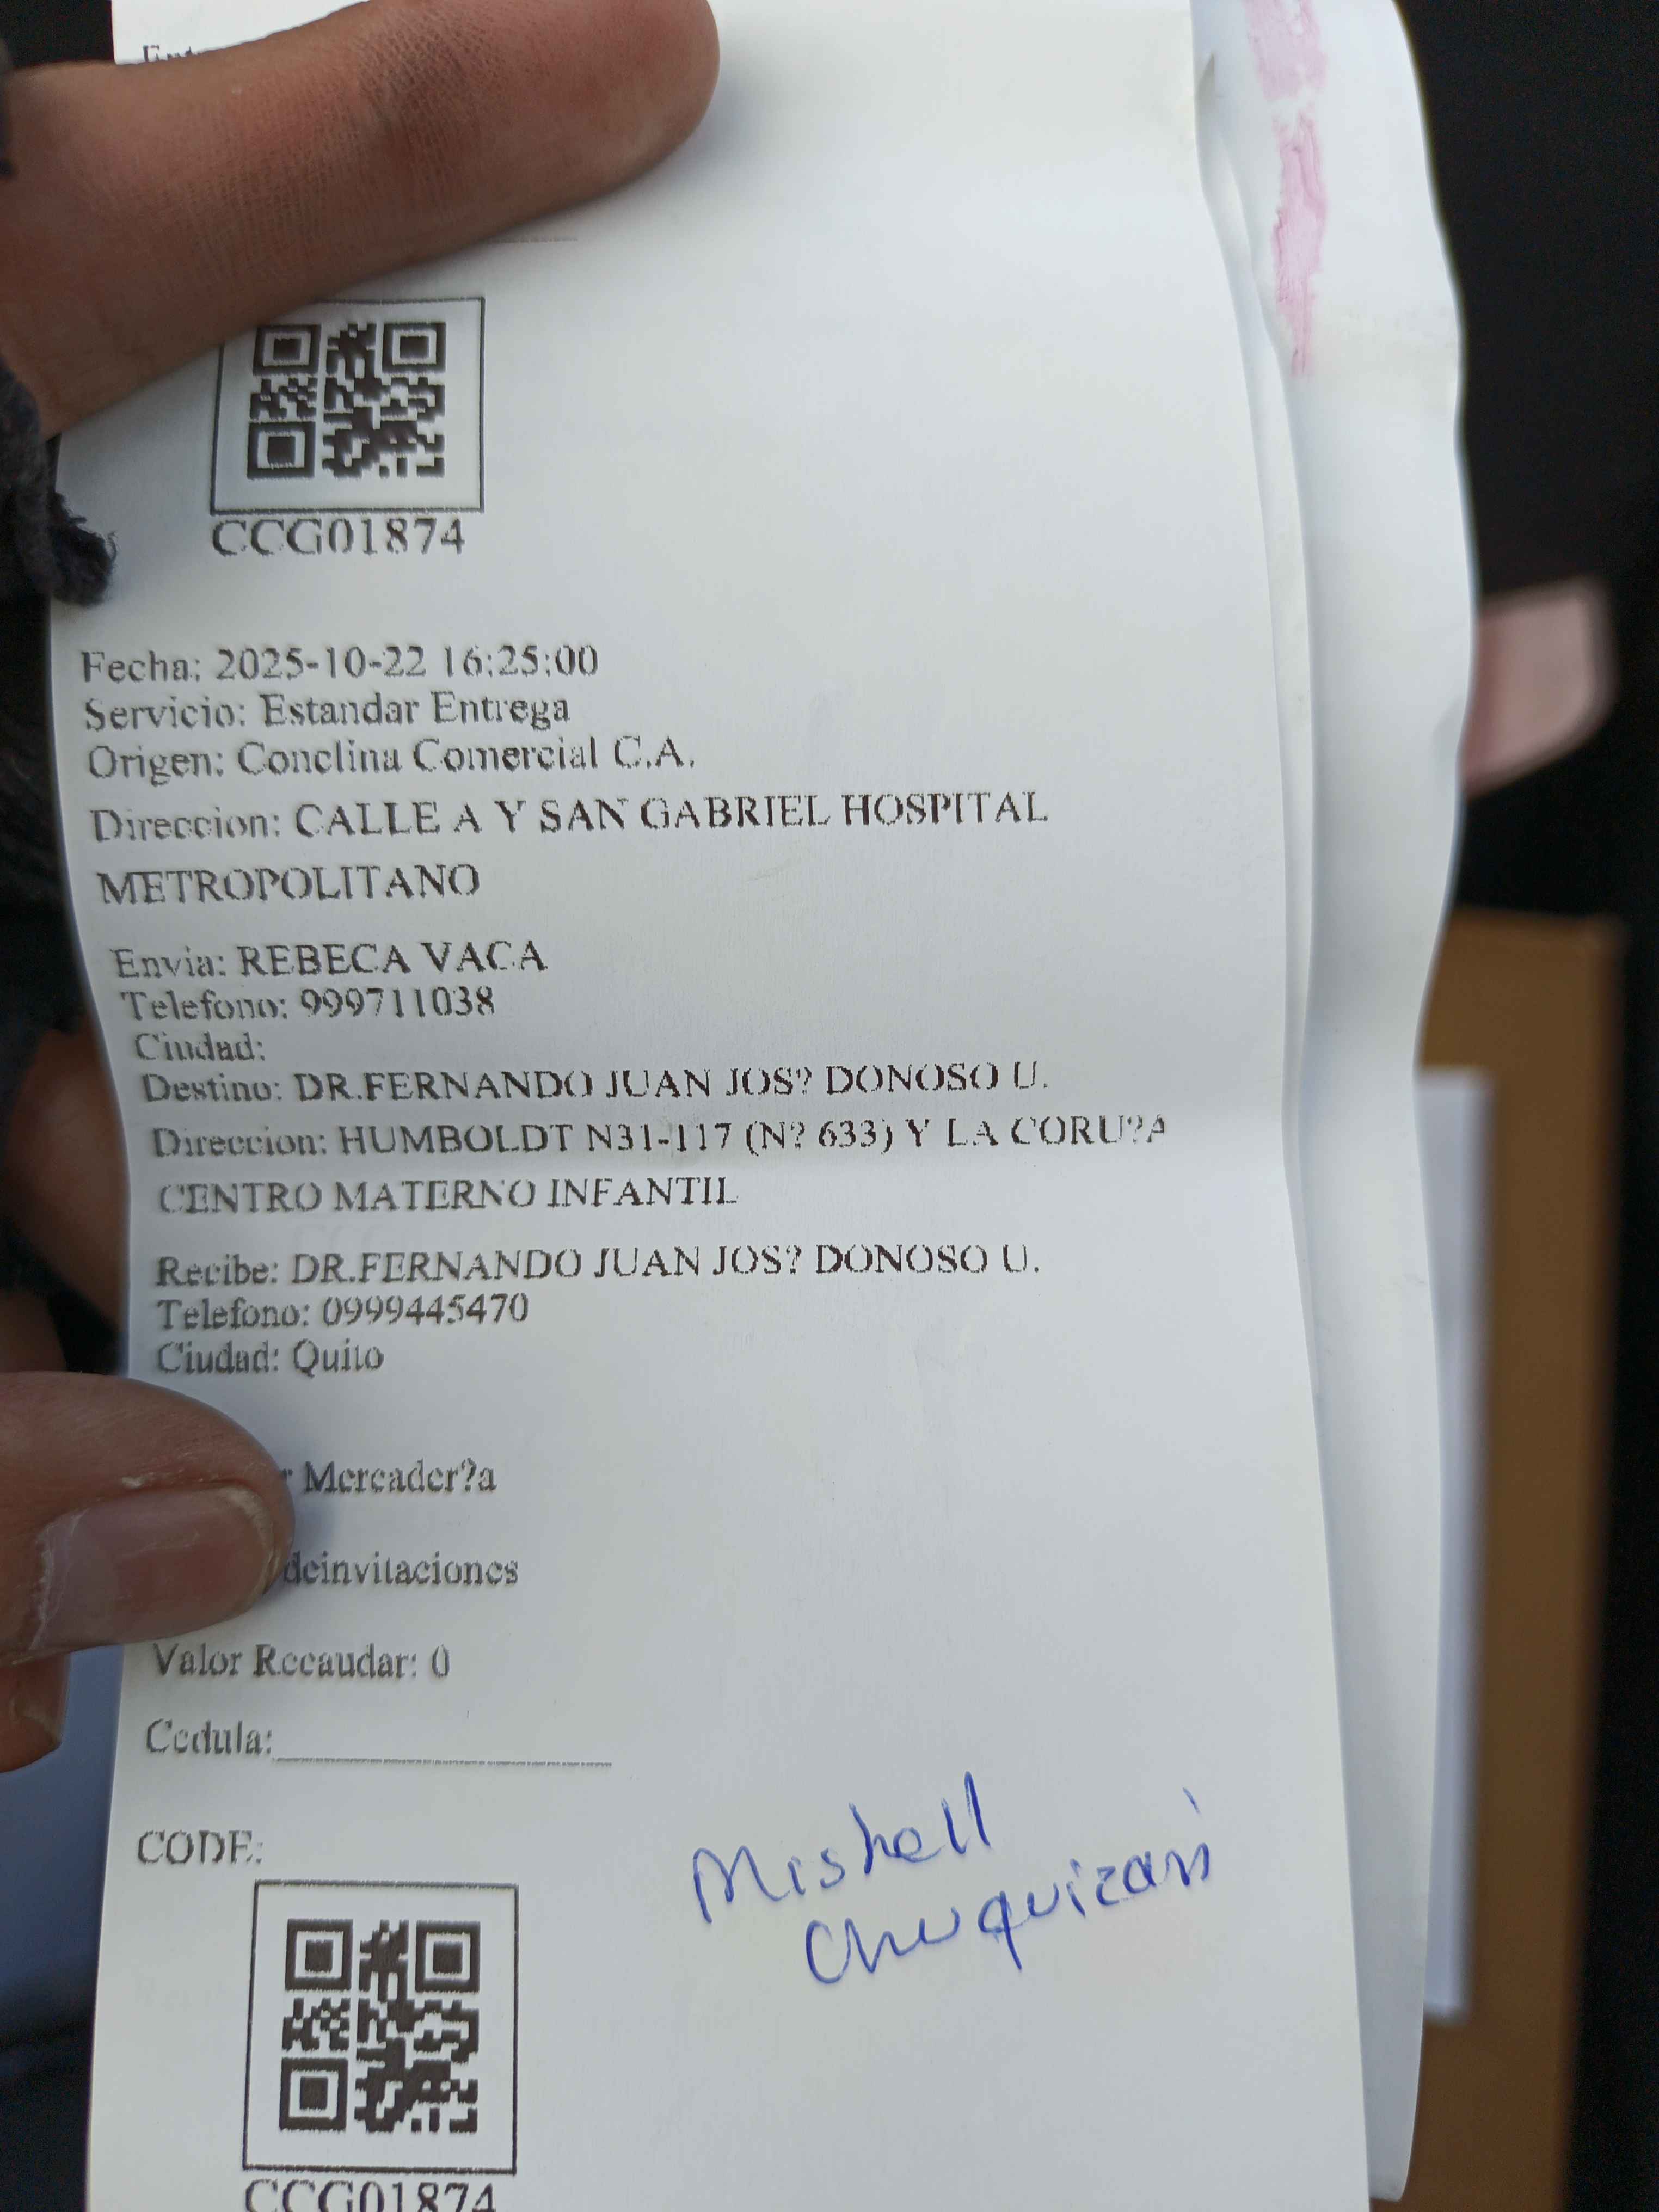 CCG01874
Fecha: 2025-10-22 16:25:00
Servicio: Estandar Entrega
Origen: Conclina Comercial C.A.
Direccion: CALLE A Y SAN GABRIEL HOSPITAL
METROPOLITANO
Envia: REBECA VACA
Telefono: 999711038
Ciudad:
Destino: DR.FERNANDO JUAN JOS? DONOSO U.
Direccion: HUMBOLDT N31-117 (N? 633) Y LA CORU?A
CENTRO MATERNO INFANTIL
Recibe: DR.FERNANDO JUAN JOS? DONOSO U.
Telefono: 0999445470
Ciudad: Quito
Mercader?a
deinvitaciones
Valor Recaudar: 0
Cedula:
CODE:
Mishell
CCG01874